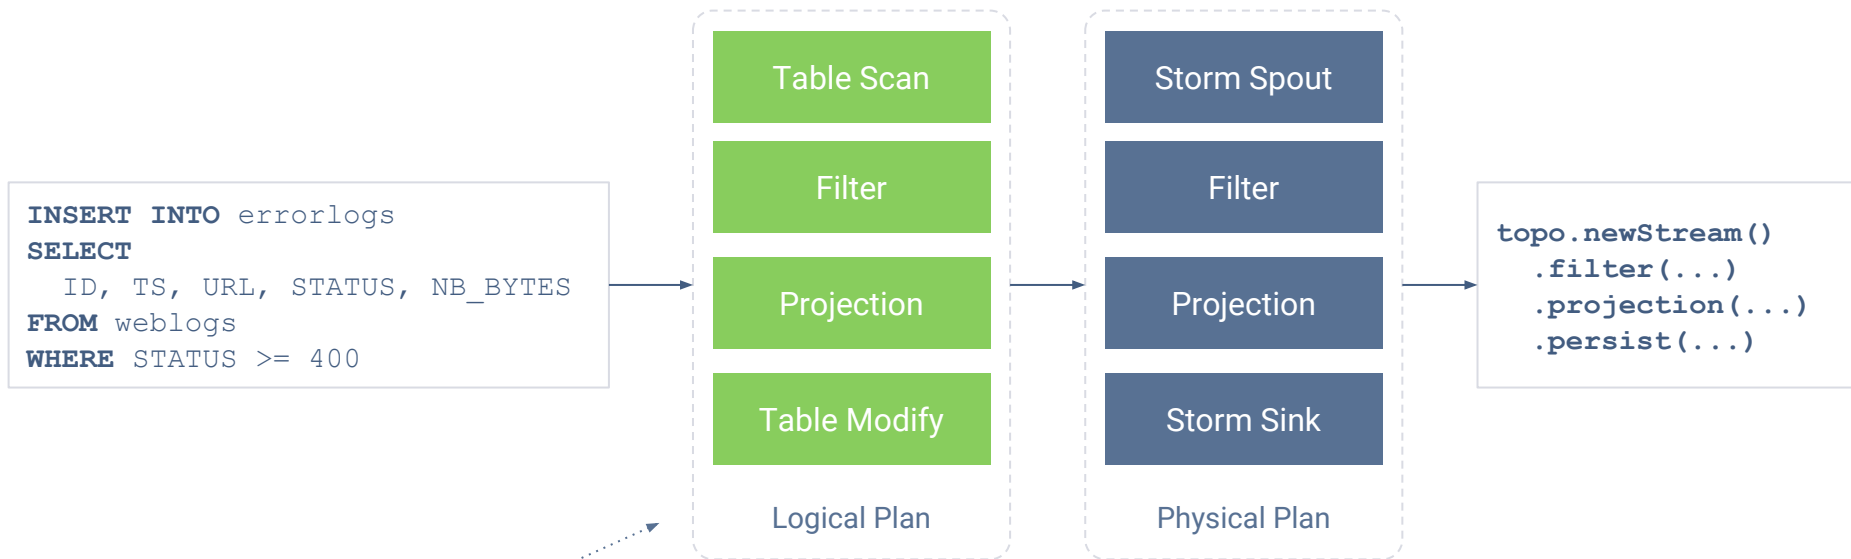 INSERT INTO errorlogs
SELECT
ID, TS, URL, STATUS, NB_BYTES
FROM weblogs
WHERE STATUS >= 400
Table Scan
Filter
Projection
Table Modify
Logical Plan
Storm Spout
Filter
Projection
Storm Sink
Physical Plan
topo.newStream()
.filter(...)
.projection(...)
.persist(...)